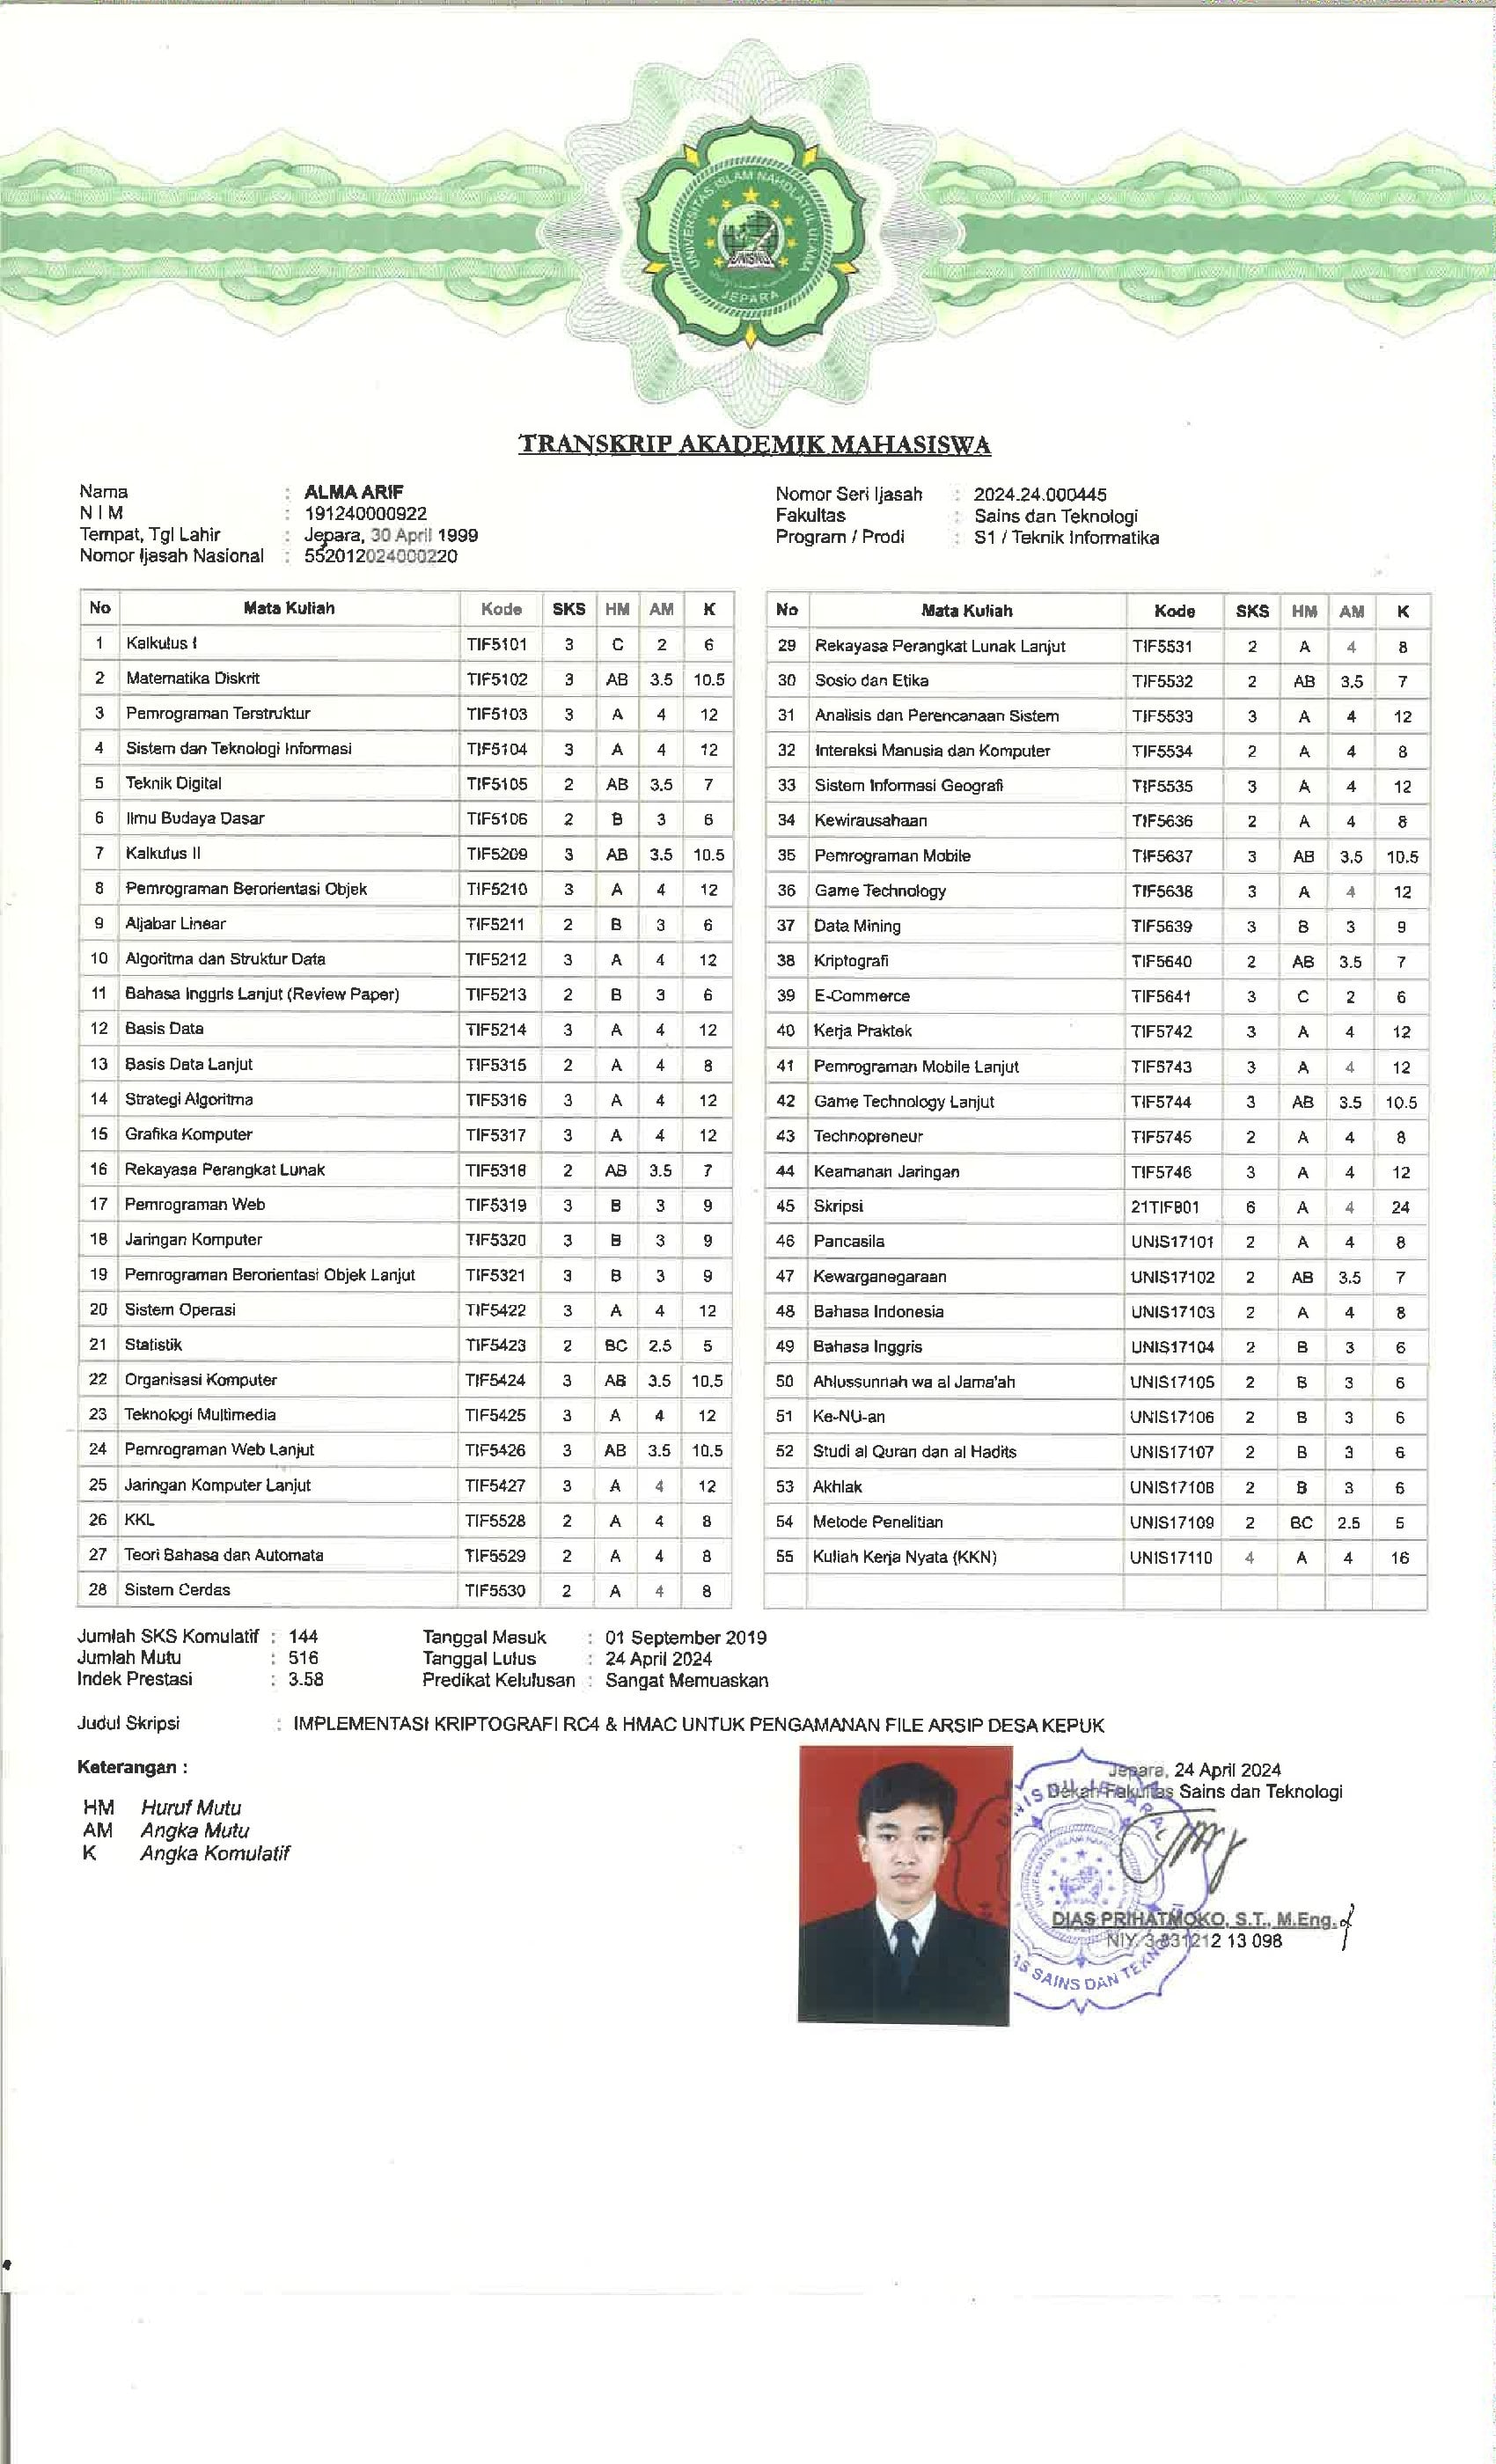 UNIVERSITAS ISLAM NAHDLATUL ULAMA
UNISNU
JEPARA
TRANSKRIP AKADEMIK MAHASISWA
Nama : ALMA ARIF
N I M : 191240000922
Tempat, Tgl Lahir : Jepara, 30 April 1999
Nomor Ijasah Nasional : 552012024000220
Nomor Seri Ijasah : 2024.24.000445
Fakultas : Sains dan Teknologi
Program / Prodi : S1 / Teknik Informatika
No Mata Kuliah Kode SKS HM AM K
1 Kalkulus I TIF5101 3 C 2 6
2 Matematika Diskrit TIF5102 3 AB 3.5 10.5
3 Pemrograman Terstruktur TIF5103 3 A 4 12
4 Sistem dan Teknologi Informasi TIF5104 3 A 4 12
5 Teknik Digital TIF5105 2 AB 3.5 7
6 Ilmu Budaya Dasar TIF5106 2 B 3 6
7 Kalkulus II TIF5209 3 AB 3.5 10.5
8 Pemrograman Berorientasi Objek TIF5210 3 A 4 12
9 Aljabar Linear TIF5211 2 B 3 6
10 Algoritma dan Struktur Data TIF5212 3 A 4 12
11 Bahasa Inggris Lanjut (Review Paper) TIF5213 2 B 3 6
12 Basis Data TIF5214 3 A 4 12
13 Basis Data Lanjut TIF5315 2 A 4 8
14 Strategi Algoritma TIF5316 3 A 4 12
15 Grafika Komputer TIF5317 3 A 4 12
16 Rekayasa Perangkat Lunak TIF5318 2 AB 3.5 7
17 Pemrograman Web TIF5319 3 B 3 9
18 Jaringan Komputer TIF5320 3 B 3 9
19 Pemrograman Berorientasi Objek Lanjut TIF5321 3 B 3 9
20 Sistem Operasi TIF5422 3 A 4 12
21 Statistik TIF5423 2 BC 2.5 5
22 Organisasi Komputer TIF5424 3 AB 3.5 10.5
23 Teknologi Multimedia TIF5425 3 A 4 12
24 Pemrograman Web Lanjut TIF5426 3 AB 3.5 10.5
25 Jaringan Komputer Lanjut TIF5427 3 A 4 12
26 KKL TIF5528 2 A 4 8
27 Teori Bahasa dan Automata TIF5529 2 A 4 8
28 Sistem Cerdas TIF5530 2 A 4 8
No Mata Kuliah Kode SKS HM AM K
29 Rekayasa Perangkat Lunak Lanjut TIF5531 2 A 4 8
30 Sosio dan Etika TIF5532 2 AB 3.5 7
31 Analisis dan Perencanaan Sistem TIF5533 3 A 4 12
32 Interaksi Manusia dan Komputer TIF5534 2 A 4 8
33 Sistem Informasi Geografi TIF5535 3 A 4 12
34 Kewirausahaan TIF5636 2 A 4 8
35 Pemrograman Mobile TIF5637 3 AB 3.5 10.5
36 Game Technology TIF5638 3 A 4 12
37 Data Mining TIF5639 3 B 3 9
38 Kriptografi TIF5640 2 AB 3.5 7
39 E-Commerce TIF5641 3 C 2 6
40 Kerja Praktek TIF5742 3 A 4 12
41 Pemrograman Mobile Lanjut TIF5743 3 A 4 12
42 Game Technology Lanjut TIF5744 3 AB 3.5 10.5
43 Technopreneur TIF5745 2 A 4 8
44 Keamanan Jaringan TIF5746 3 A 4 12
45 Skripsi 21TIF801 6 A 4 24
46 Pancasila UNIS17101 2 A 4 8
47 Kewarganegaraan UNIS17102 2 AB 3.5 7
48 Bahasa Indonesia UNIS17103 2 A 4 8
49 Bahasa Inggris UNIS17104 2 B 3 6
50 Ahlussunnah wa al Jama'ah UNIS17105 2 B 3 6
51 Ke-NU-an UNIS17106 2 B 3 6
52 Studi al Quran dan al Hadits UNIS17107 2 B 3 6
53 Akhlak UNIS17108 2 B 3 6
54 Metode Penelitian UNIS17109 2 BC 2.5 5
55 Kuliah Kerja Nyata (KKN) UNIS17110 4 A 4 16
Jumlah SKS Komulatif : 144
Jumlah Mutu : 516
Indek Prestasi : 3.58
Tanggal Masuk : 01 September 2019
Tanggal Lulus : 24 April 2024
Predikat Kelulusan : Sangat Memuaskan
Judul Skripsi : IMPLEMENTASI KRIPTOGRAFI RC4 & HMAC UNTUK PENGAMANAN FILE ARSIP DESA KEPUK
Keterangan :
HM Huruf Mutu
AM Angka Mutu
K Angka Komulatif
Jepara, 24 April 2024
Dekan Fakultas Sains dan Teknologi
UNISNU JEPARA
DIAS PRIHATMOKO, S.T., M.Eng.
NIY. 3 831212 13 098
SAINS DAN TEKNOLOGI